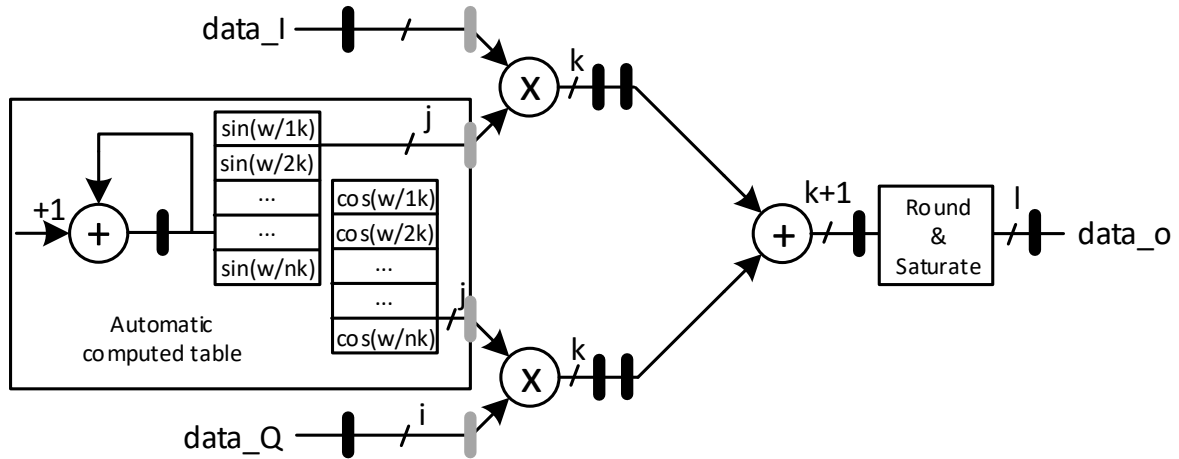 data_I
k
j
sin(w/1k)
sin(w/2k)
...
...
sin(w/nk)
cos(w/1k)
cos(w/2k)
...
...
cos(w/nk)
+1
+
j
Automatic
computed table
X
X
k
i
data_Q
+
k+1
Round
&
Saturate
l
data_o